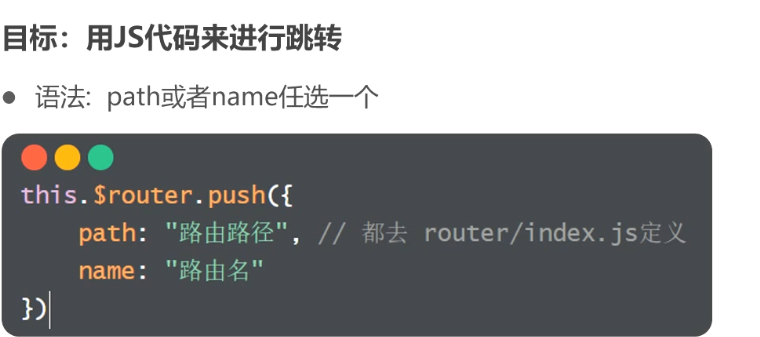 目标：用JS代码来进行跳转
● 语法: path或者name任选一个
this.$router.push({
    path: "路由路径", // 都去 router/index.js定义
    name: "路由名"
})